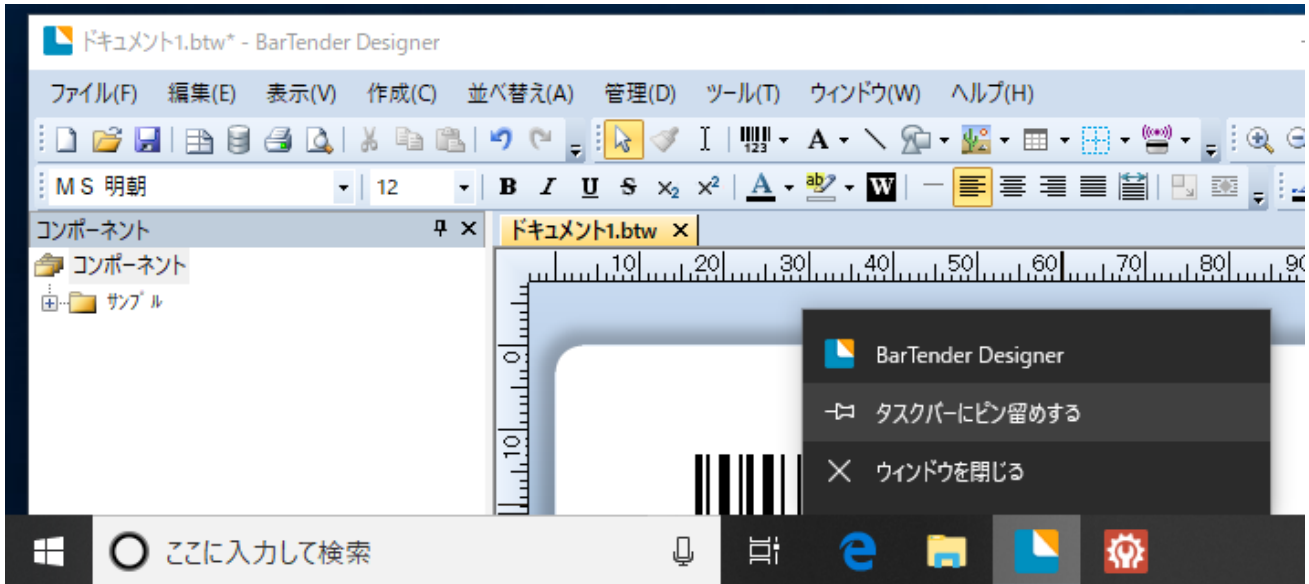 ドキュメント1.btw* - BarTender Designer
ファイル(F) 編集(E) 表示(V) 作成(C) 並べ替え(A) 管理(D) ツール(T) ウィンドウ(W) ヘルプ(H)
123 A
MS 明朝 12 B I U S x₂ x² A ab W
コンポーネント
ドキュメント1.btw
コンポーネント
サンプル
10 20 30 40 50 60 70 80 90
0
10
BarTender Designer
タスクバーにピン留めする
ウィンドウを閉じる
ここに入力して検索